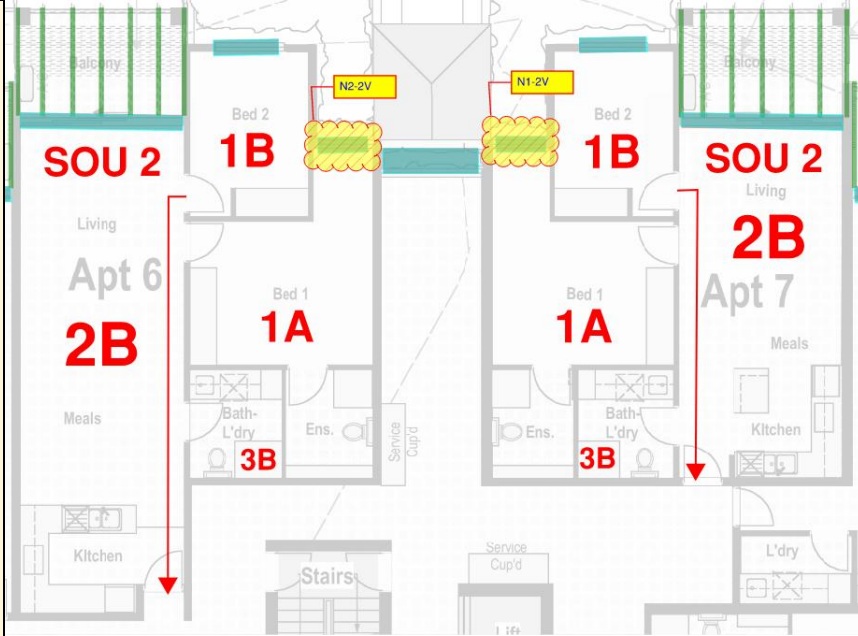 Balcony
Balcony
N2-2V
N1-2V
Bed 2
1B
Bed 2
1B
SOU 2
SOU 2
Living
Living
2B
Apt 6
Apt 7
Bed 1
1A
Bed 1
1A
2B
Meals
Meals
Bath-
L'dry
3B
Ens.
Service
Cup'd
Ens.
Bath-
L'dry
3B
KItchen
KItchen
Service
Cup'd
L'dry
Stairs
Lift